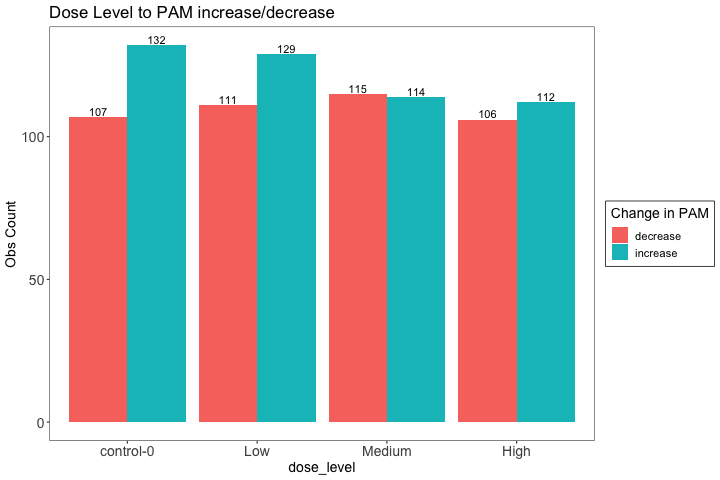 Dose Level to PAM increase/decrease
132
129
107
111
115
114
106
112
100
50
0
Obs Count
control-0
Low
Medium
High
dose_level
Change in PAM
decrease
increase